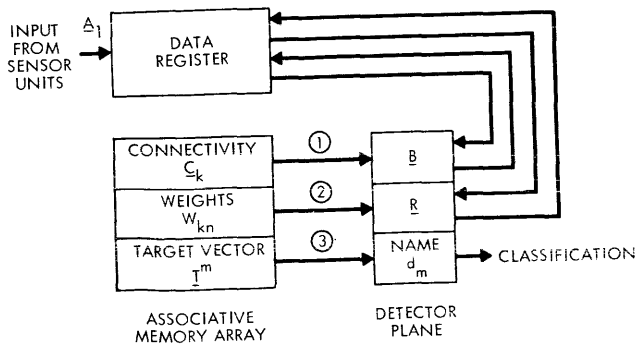 INPUT
FROM
SENSOR
UNITS
A1
DATA
REGISTER
CONNECTIVITY
Ck
①
B
WEIGHTS
Wkn
②
R
TARGET VECTOR
T^m
③
NAME
dm
CLASSIFICATION
ASSOCIATIVE
MEMORY ARRAY
DETECTOR
PLANE